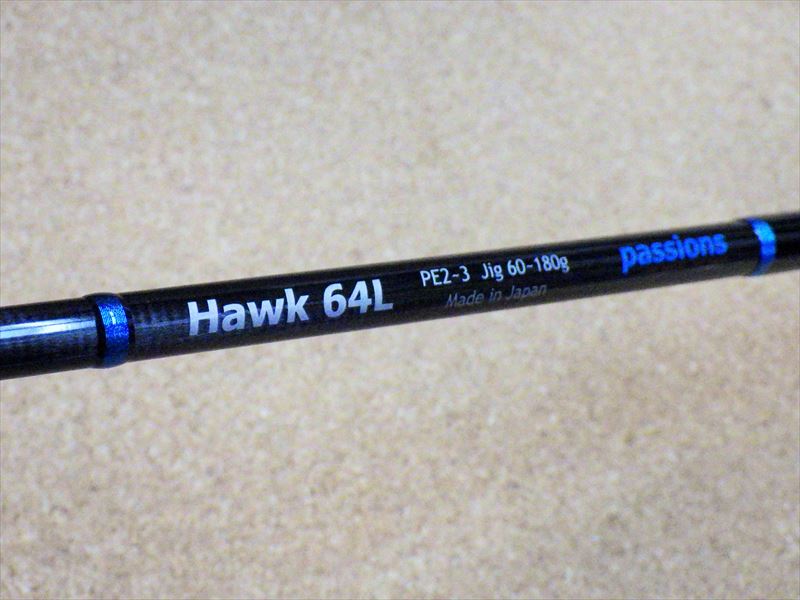 Hawk 64L
PE2-3 Jig 60-180g
Made in Japan
passions